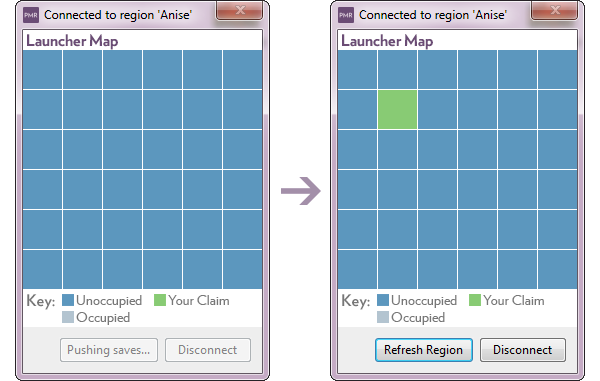 PMR Connected to region 'Anise'
Launcher Map
Key: Unoccupied Your Claim
Occupied
Pushing saves... Disconnect
PMR Connected to region 'Anise'
Launcher Map
Key: Unoccupied Your Claim
Occupied
Refresh Region Disconnect